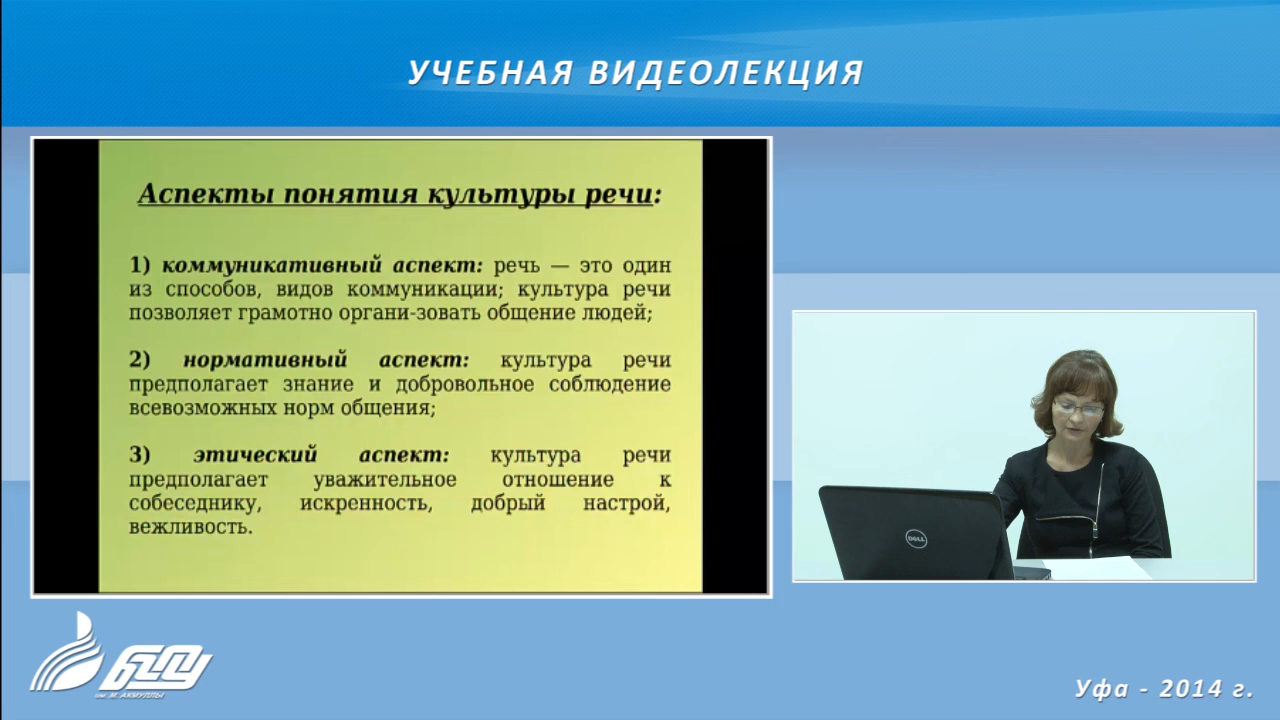 УЧЕБНАЯ ВИДЕОЛЕКЦИЯ
Аспекты понятия культуры речи:
1) коммуникативный аспект: речь — это один
из способов, видов коммуникации; культура речи
позволяет грамотно органи-зовать общение людей;
2) нормативный аспект: культура речи
предполагает знание и добровольное соблюдение
всевозможных норм общения;
3) этический аспект: культура речи
предполагает уважительное отношение к
собеседнику, искренность, добрый настрой,
вежливость.
DELL
БГПУ
им. М. АКМУЛЛЫ
Уфа - 2014 г.